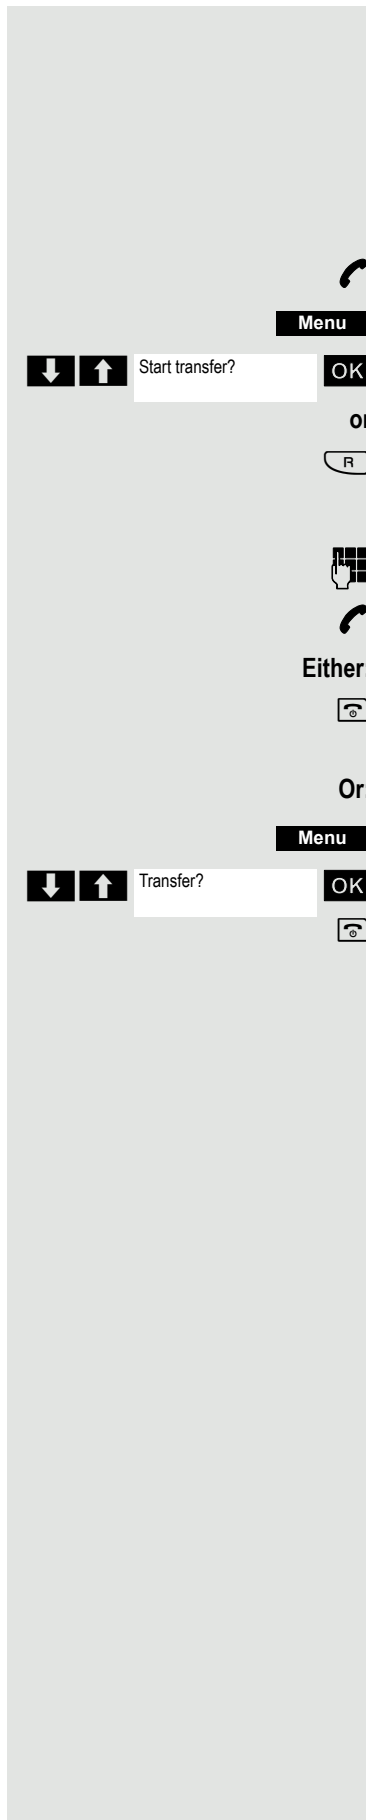 Menu
Start transfer? OK
or
R
Either:
Or:
Menu
Transfer? OK